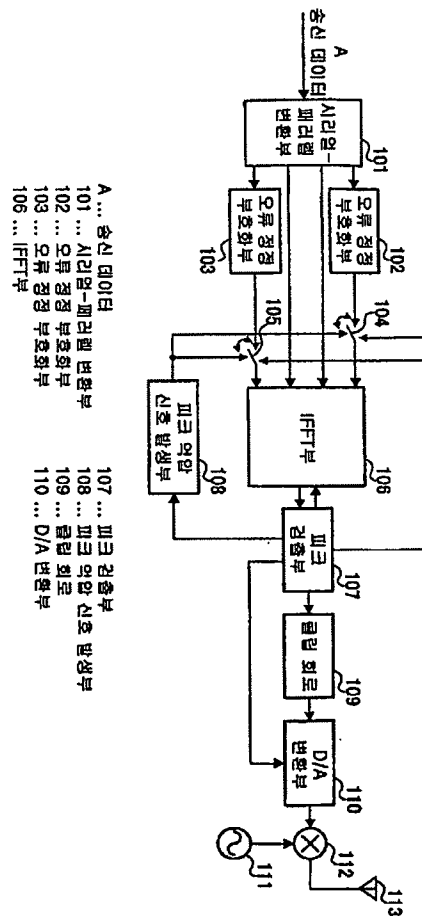 A
송신 데이터
시리얼-
패러렐
변환부
101
오류 정정
부호화부
102
오류 정정
부호화부
103
104
105
IFFT부
106
피크
검출부
107
피크 억압
신호 발생부
108
클립 회로
109
D/A
변환부
110
111
112
113
A ... 송신 데이터
101 ... 시리얼-패러렐 변환부
102 ... 오류 정정 부호화부
103 ... 오류 정정 부호화부
106 ... IFFT부
107 ... 피크 검출부
108 ... 피크 억압 신호 발생부
109 ... 클립 회로
110 ... D/A 변환부